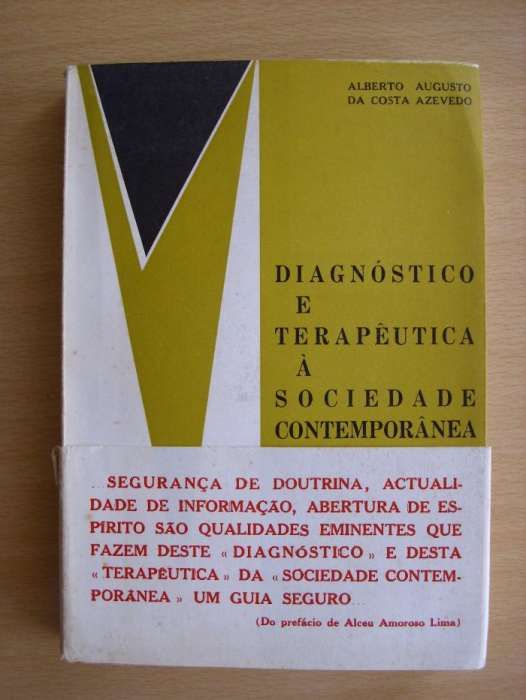 ALBERTO AUGUSTO
DA COSTA AZEVEDO
DIAGNÓSTICO
E
TERAPÊUTICA
À
SOCIEDADE
CONTEMPORÂNEA
... SEGURANÇA DE DOUTRINA, ACTUALI-
DADE DE INFORMAÇÃO, ABERTURA DE ES-
PÍRITO SÃO QUALIDADES EMINENTES QUE
FAZEM DESTE «DIAGNÓSTICO» E DESTA
«TERAPÊUTICA» DA «SOCIEDADE CONTEM-
PORÂNEA» UM GUIA SEGURO...
(Do prefácio de Alceu Amoroso Lima)